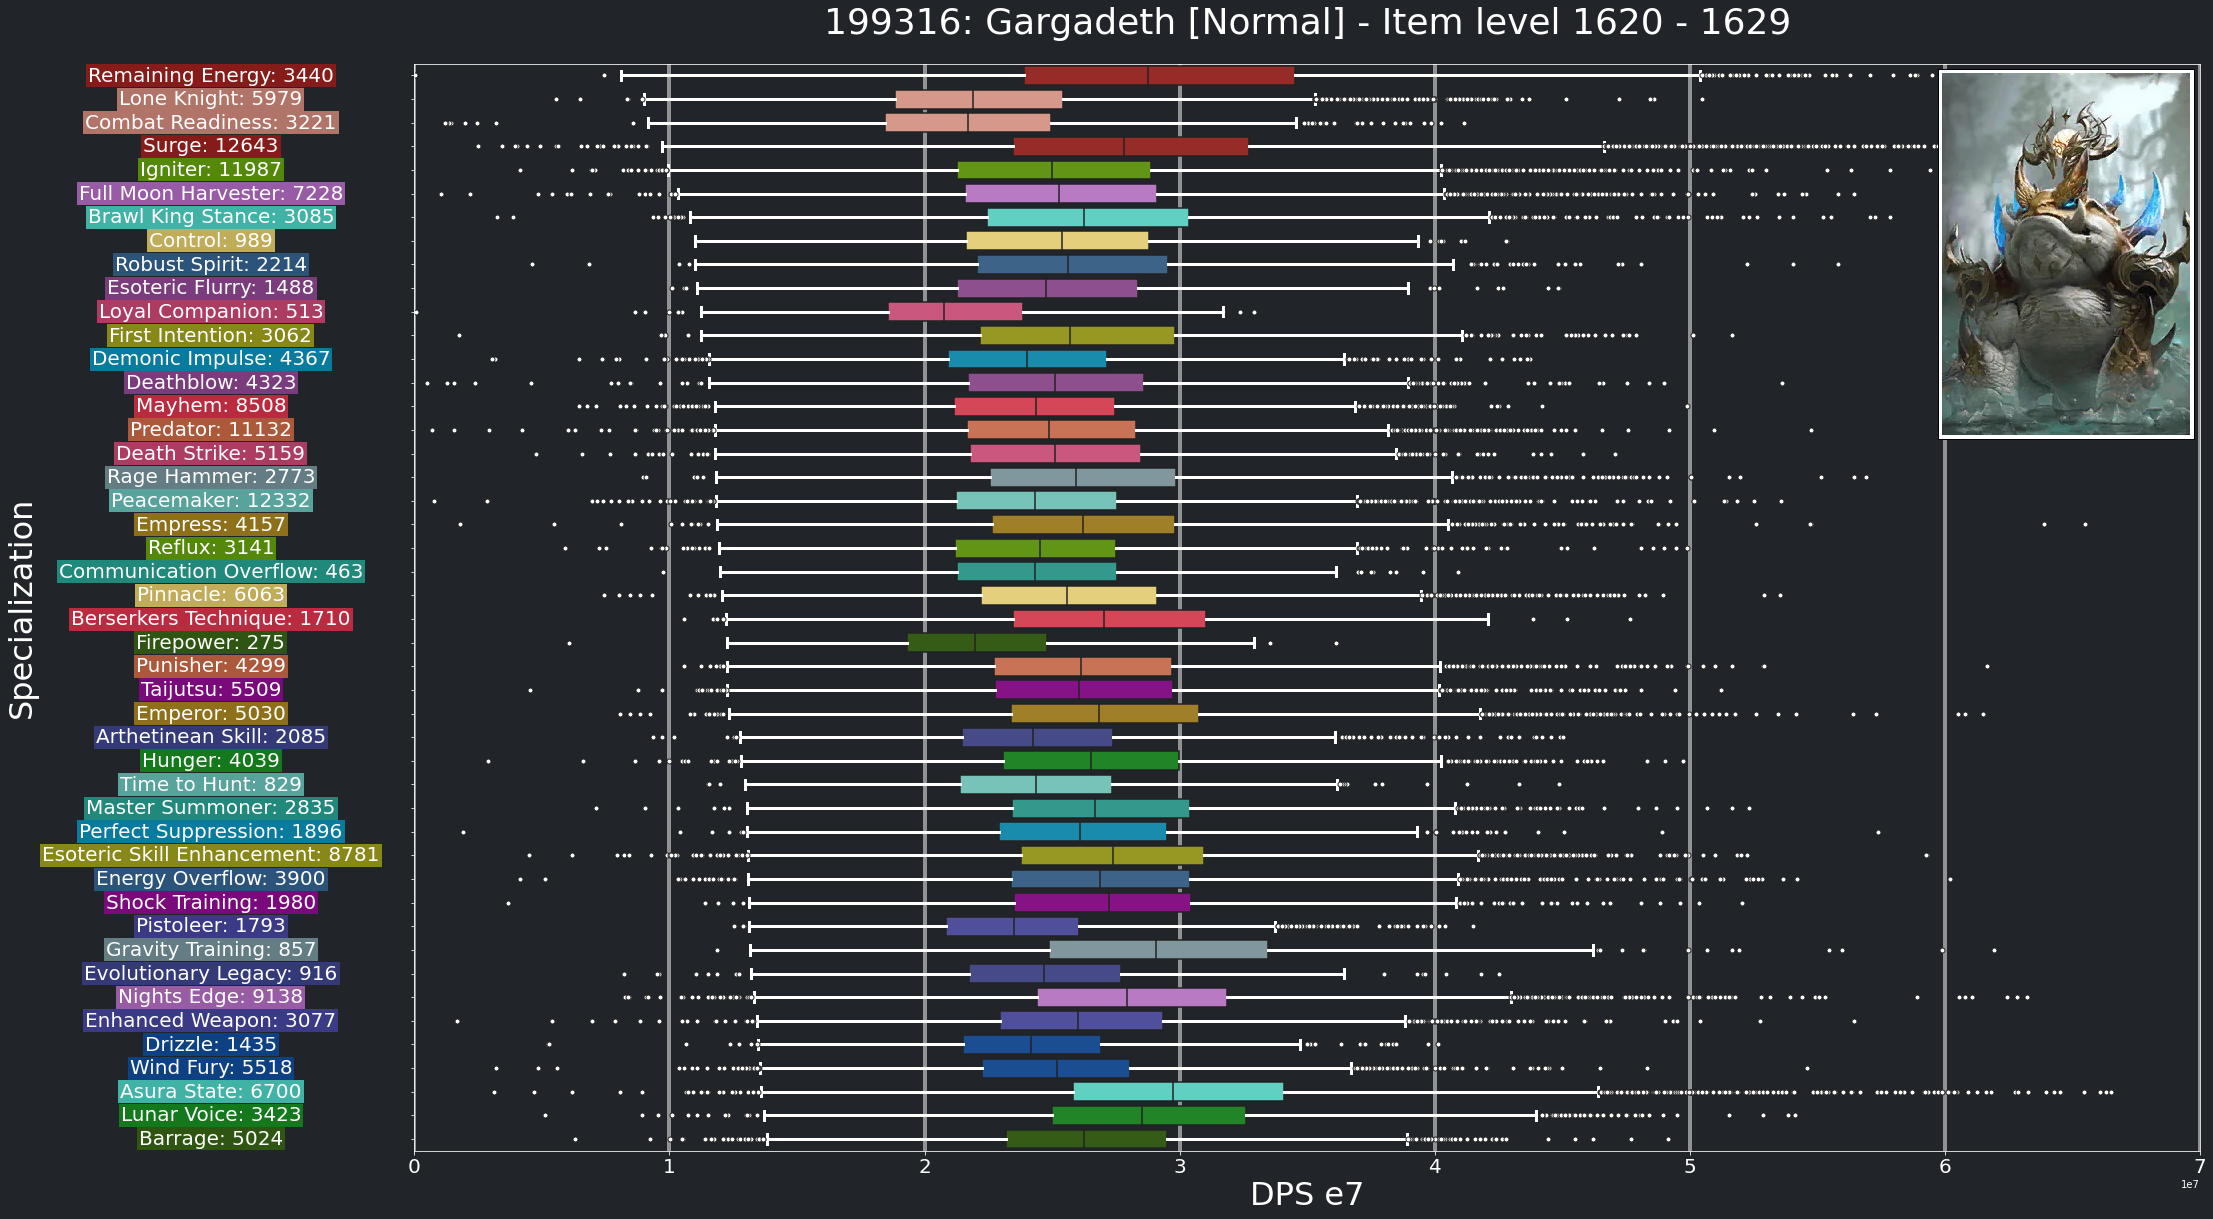 199316: Gargadeth [Normal] - Item level 1620 - 1629
Specialization
Remaining Energy: 3440
Lone Knight: 5979
Combat Readiness: 3221
Surge: 12643
Igniter: 11987
Full Moon Harvester: 7228
Brawl King Stance: 3085
Control: 989
Robust Spirit: 2214
Esoteric Flurry: 1488
Loyal Companion: 513
First Intention: 3062
Demonic Impulse: 4367
Deathblow: 4323
Mayhem: 8508
Predator: 11132
Death Strike: 5159
Rage Hammer: 2773
Peacemaker: 12332
Empress: 4157
Reflux: 3141
Communication Overflow: 463
Pinnacle: 6063
Berserkers Technique: 1710
Firepower: 275
Punisher: 4299
Taijutsu: 5509
Emperor: 5030
Arthetinean Skill: 2085
Hunger: 4039
Time to Hunt: 829
Master Summoner: 2835
Perfect Suppression: 1896
Esoteric Skill Enhancement: 8781
Energy Overflow: 3900
Shock Training: 1980
Pistoleer: 1793
Gravity Training: 857
Evolutionary Legacy: 916
Nights Edge: 9138
Enhanced Weapon: 3077
Drizzle: 1435
Wind Fury: 5518
Asura State: 6700
Lunar Voice: 3423
Barrage: 5024
0 1 2 3 4 5 6 7
DPS e7
1e7